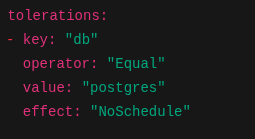 tolerations:
- key: "db"
  operator: "Equal"
  value: "postgres"
  effect: "NoSchedule"